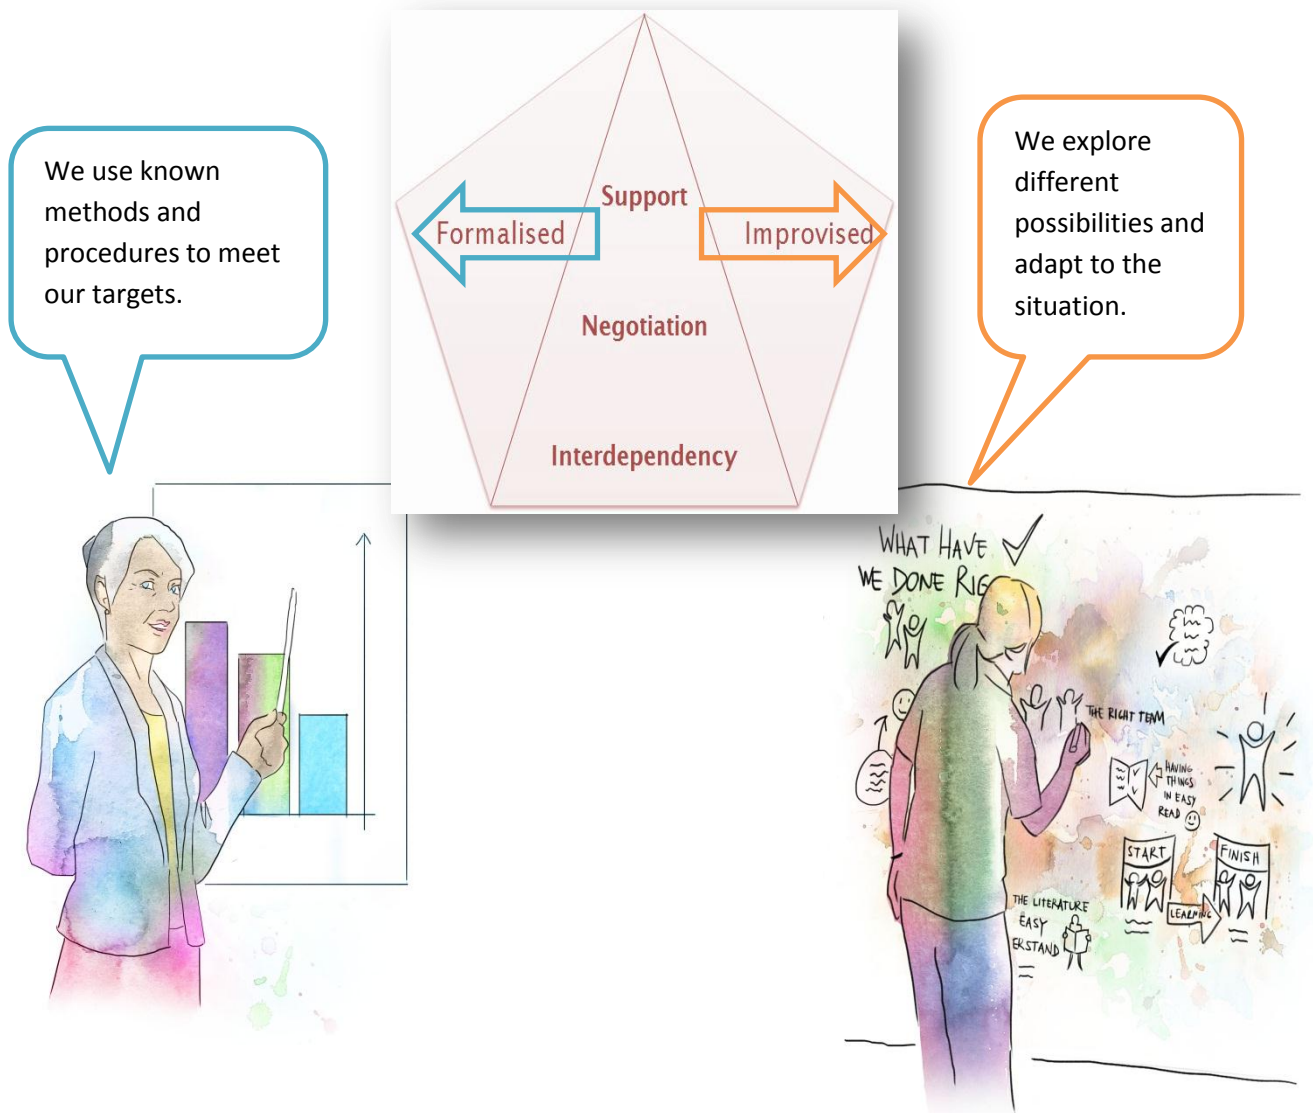 We use known
methods and
procedures to meet
our targets.
Support
Formalised
Improvised
Negotiation
Interdependency
We explore
different
possibilities and
adapt to the
situation.
WHAT HAVE
WE DONE RIG
THE RIGHT TEAM
HAVING
THINGS
IN EASY
READ
START
FINISH
LEARNING
THE LITERATURE
EASY
ERSTAND